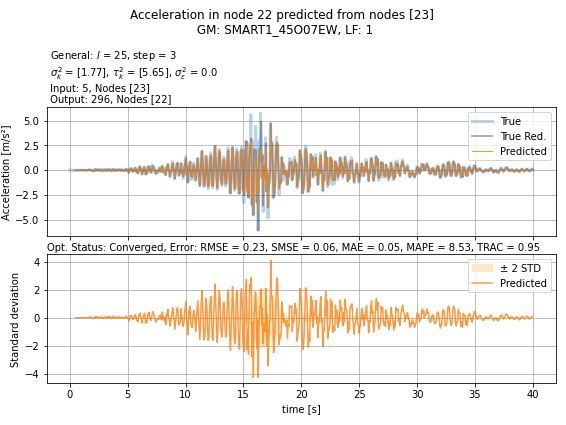 Acceleration in node 22 predicted from nodes [23]
GM: SMART1_45O07EW, LF: 1
General: l = 25, step = 3
σ²ₖ = [1.77], τ²ₖ = [5.65], σ²ε = 0.0
Input: 5, Nodes [23]
Output: 296, Nodes [22]
Acceleration [m/s²]
5.0
2.5
0.0
−2.5
−5.0
True
True Red.
Predicted
Opt. Status: Converged, Error: RMSE = 0.23, SMSE = 0.06, MAE = 0.05, MAPE = 8.53, TRAC = 0.95
Standard deviation
4
2
0
−2
−4
± 2 STD
Predicted
0 5 10 15 20 25 30 35 40
time [s]